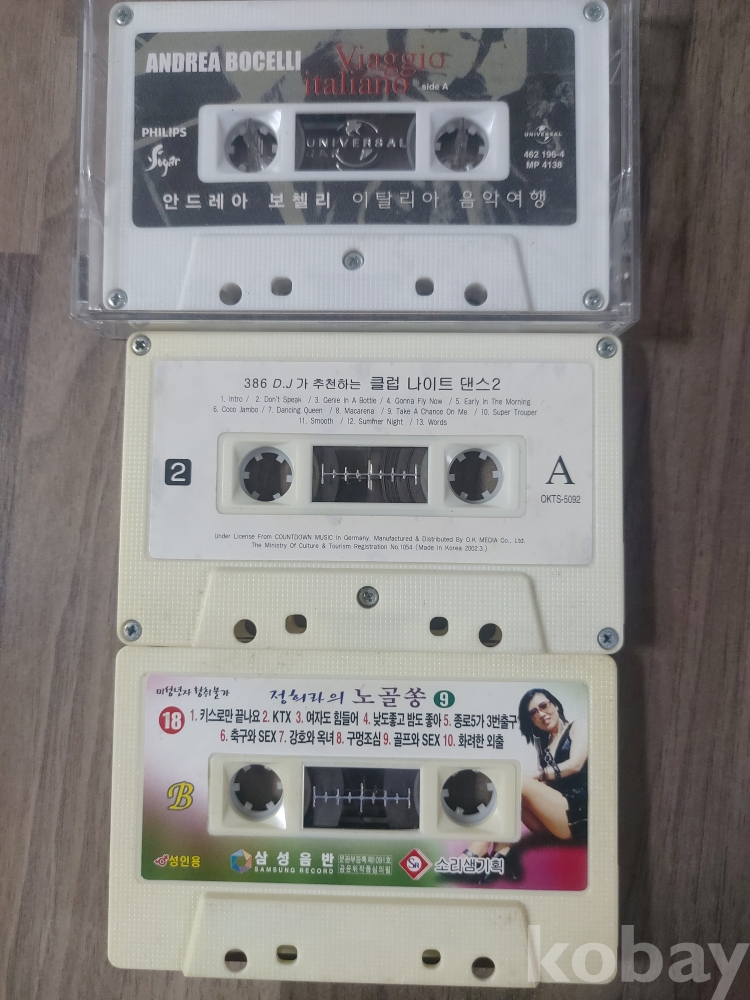 ANDREA BOCELLI Viaggio
italiano side A
PHILIPS
Sugar
UNIVERSAL
UNIVERSAL
462 196-4
MP 4138
안드레아 보첼리 이탈리아 음악여행
386 D.J 가 추천하는 클럽 나이트 댄스2
1. Intro / 2. Don't Speak / 3. Genie In A Bottle / 4. Gonna Fly Now / 5. Early In The Morning /
6. Coco Jambo / 7. Dancing Queen / 8. Macarena / 9. Take A Chance On Me / 10. Super Trouper
11. Smooth / 12. Summer Night / 13. Words
2
A
OKTS-5092
Under License From COUNTDOWN MUSIC in Germany, Manufactured & Distributed By O.K. MEDIA Co., Ltd.
The Ministry Of Culture & Tourism Registration No.1054 (Made In Korea 2002.3.)
미성년자 청취불가
정희라의 노골쏭 9
18
1. 키스로만 끝나요 2. KTX 3. 여자도 힘들어 4. 낮도좋고 밤도 좋아 5. 종로5가 3번출구
6. 축구와 SEX 7. 강호와 옥녀 8. 구멍조심 9. 골프와 SEX 10. 화려한 외출
B
성인용
삼성음반
SAMSUNG RECORD
SR 소리샘기획
kobay